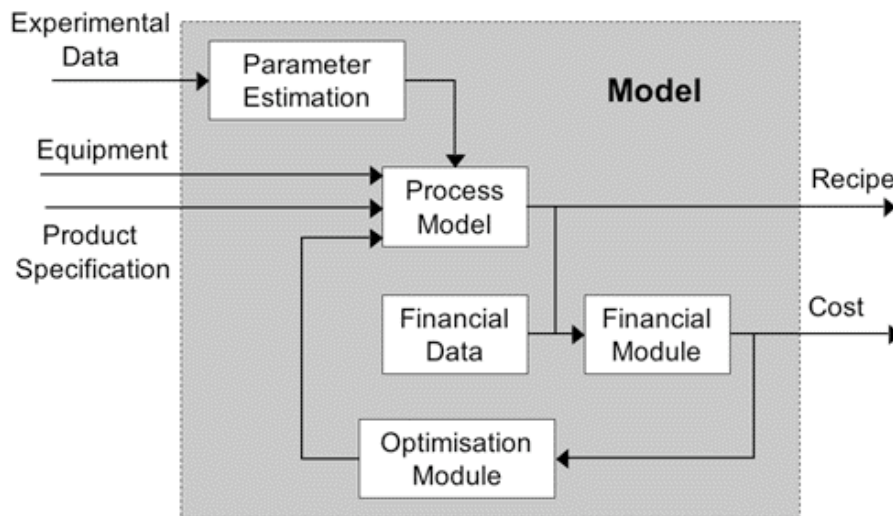 Experimental
Data
Parameter
Estimation
Model
Equipment
Process
Model
Recipe
Product
Specification
Financial
Data
Financial
Module
Cost
Optimisation
Module